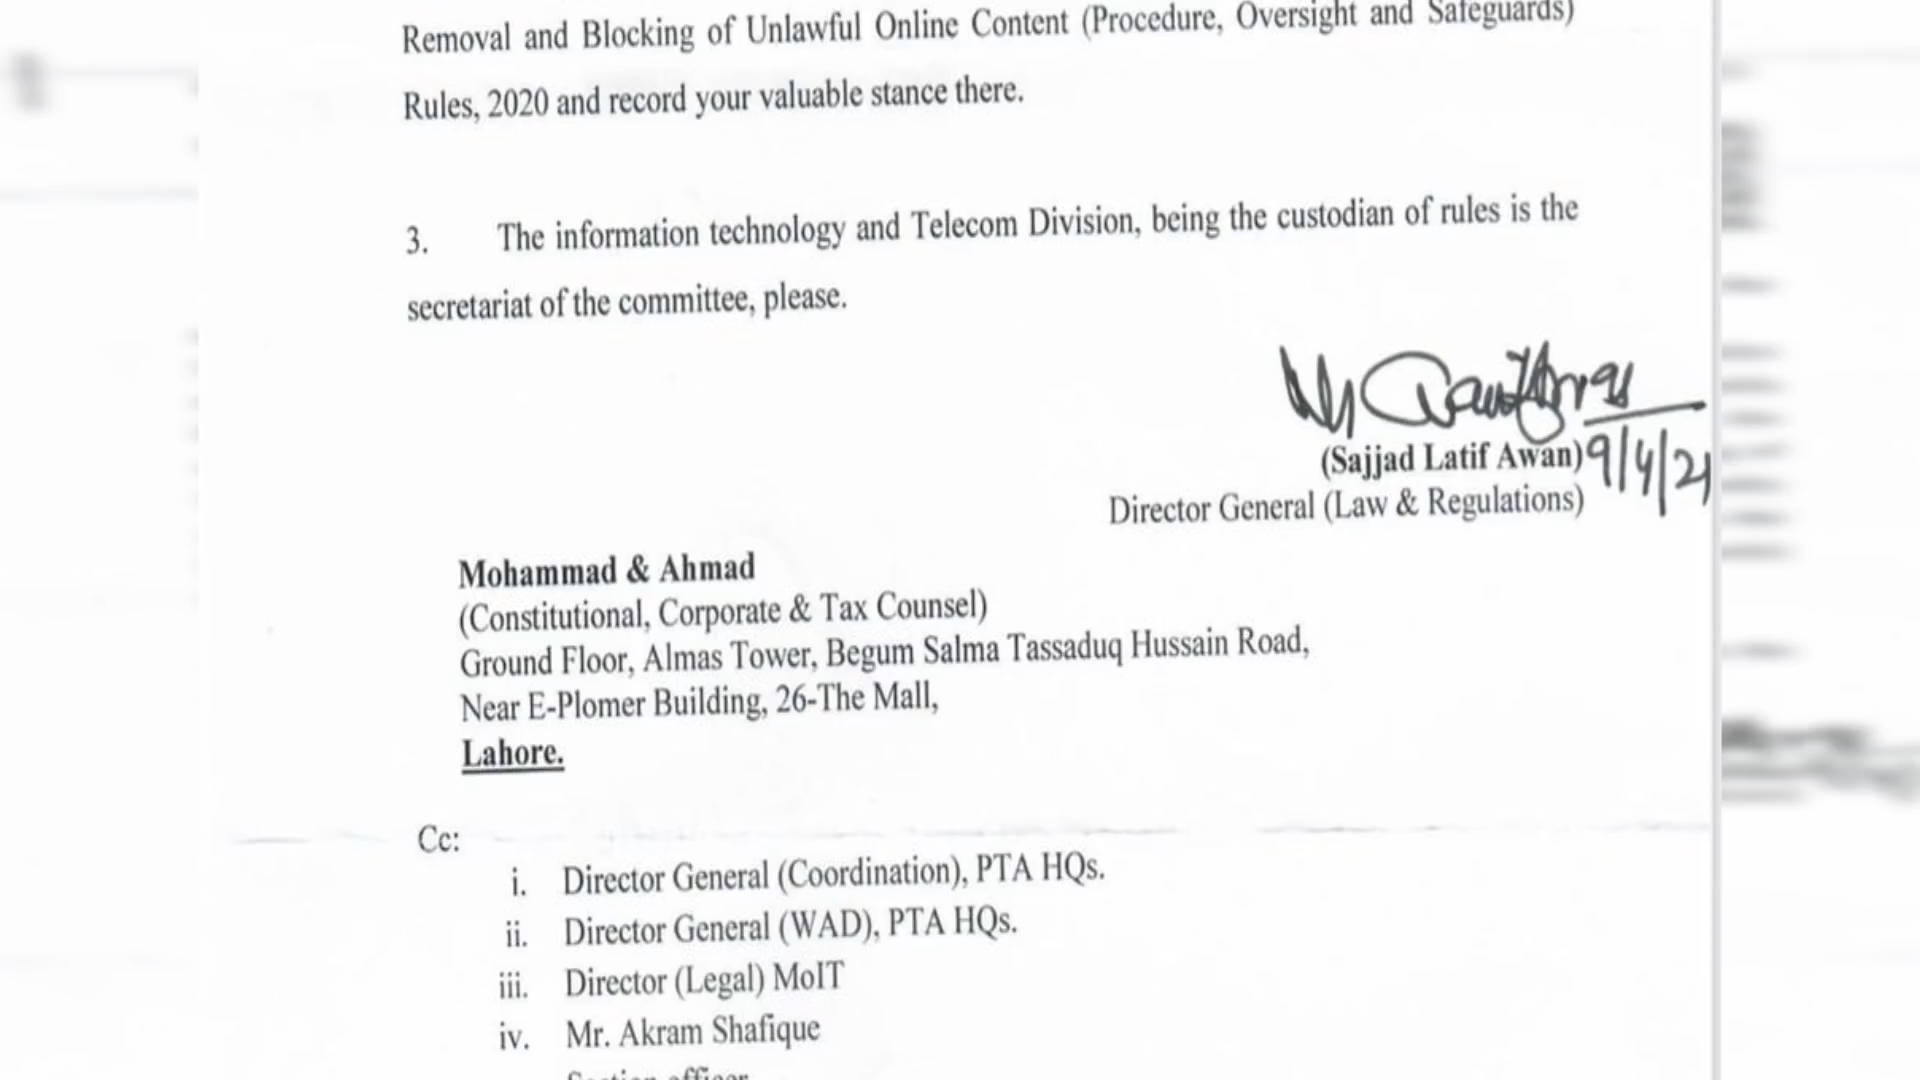 Removal and Blocking of Unlawful Online Content (Procedure, Oversight and Safeguards)
Rules, 2020 and record your valuable stance there.
3. The information technology and Telecom Division, being the custodian of rules is the
secretariat of the committee, please.
(Sajjad Latif Awan) 9/4/21
Director General (Law & Regulations)
Mohammad & Ahmad
(Constitutional, Corporate & Tax Counsel)
Ground Floor, Almas Tower, Begum Salma Tassaduq Hussain Road,
Near E-Plomer Building, 26-The Mall,
Lahore.
Cc:
i. Director General (Coordination), PTA HQs.
ii. Director General (WAD), PTA HQs.
iii. Director (Legal) MoIT
iv. Mr. Akram Shafique
Section officer